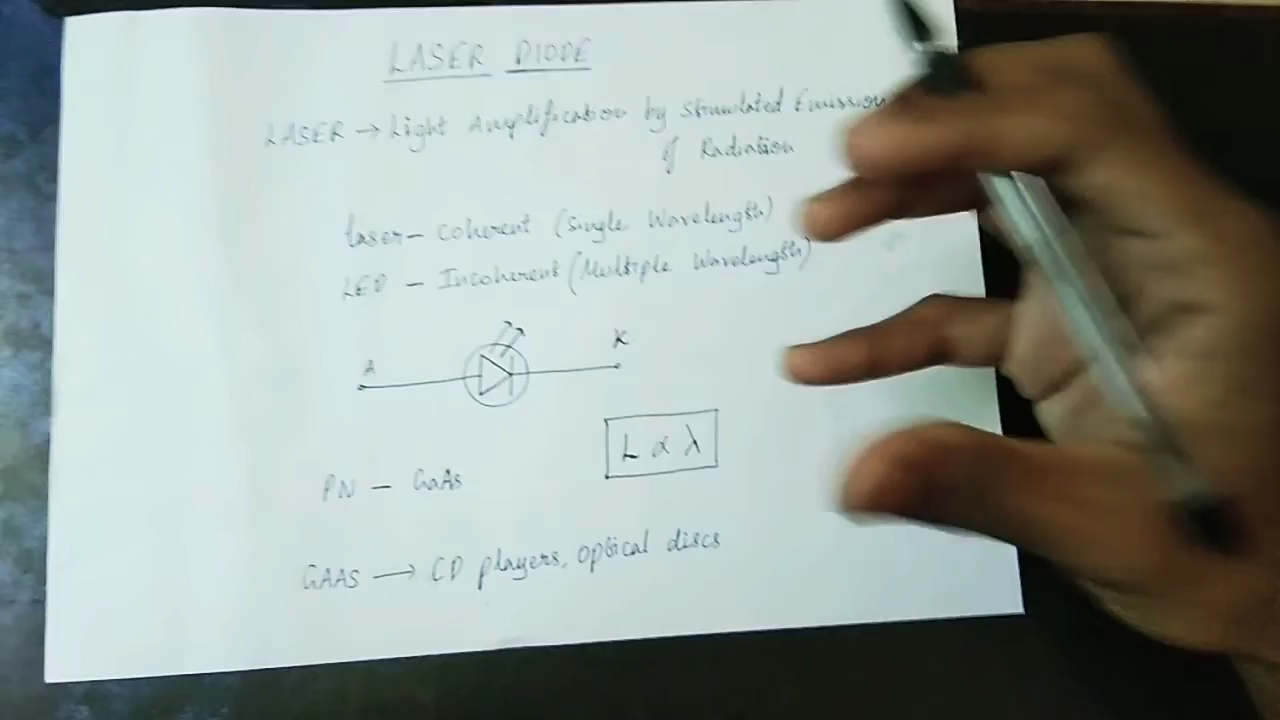 LASER DIODE
LASER → Light Amplification by Stimulated Emission
of Radiation
Laser - Coherent (Single Wavelength)
LED - Incoherent (Multiple Wavelength)
A K
L ∝ λ
PN - GaAs
GAAS → CD players, optical discs